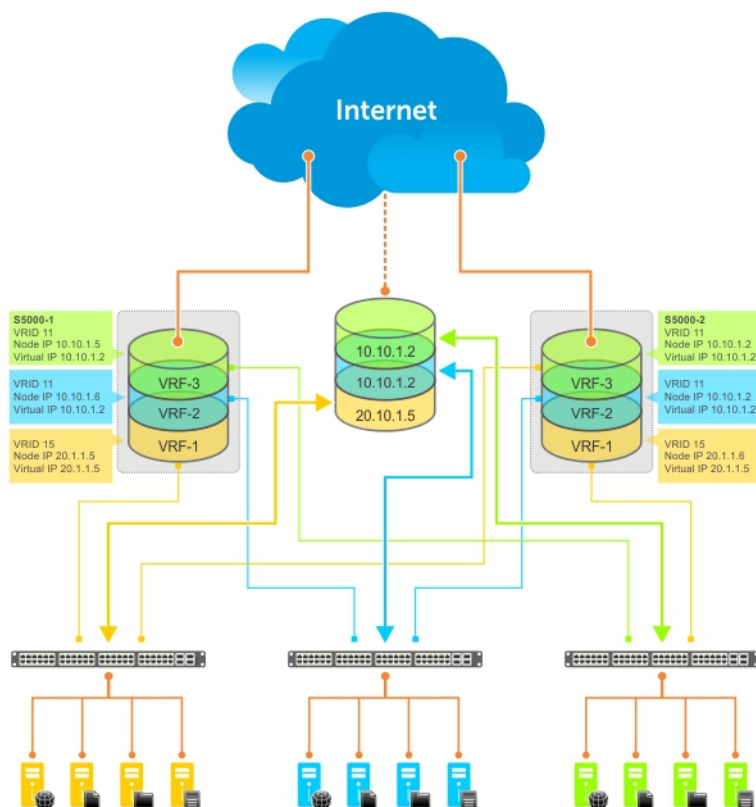 Internet
S5000-1
VRID 11
Node IP 10.10.1.5
Virtual IP 10.10.1.2
VRID 11
Node IP 10.10.1.6
Virtual IP 10.10.1.2
VRID 15
Node IP 20.1.1.5
Virtual IP 20.1.1.5
VRF-3
VRF-2
VRF-1
10.10.1.2
10.10.1.2
20.10.1.5
VRF-3
VRF-2
VRF-1
S5000-2
VRID 11
Node IP 10.10.1.2
Virtual IP 10.10.1.2
VRID 11
Node IP 10.10.1.2
Virtual IP 10.10.1.2
VRID 15
Node IP 20.1.1.6
Virtual IP 20.1.1.5